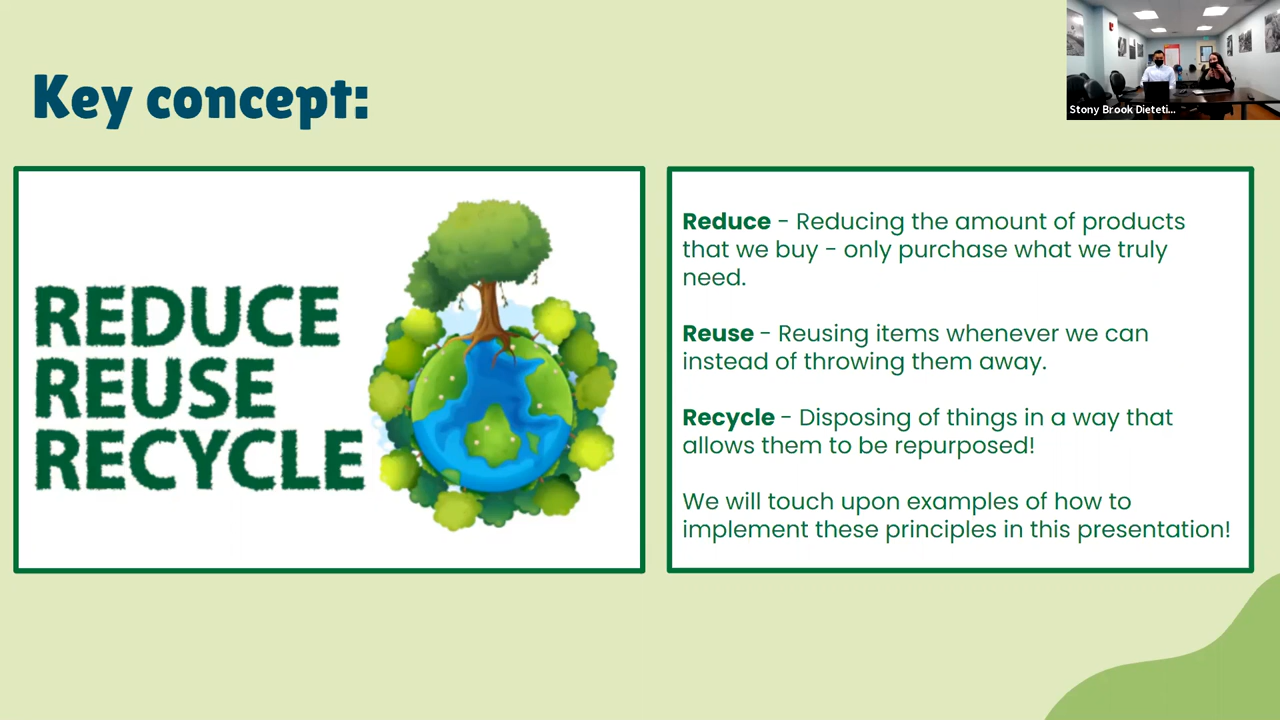 Key concept:
Stony Brook Dieteti...
REDUCE
REUSE
RECYCLE
Reduce - Reducing the amount of products
that we buy - only purchase what we truly
need.
Reuse - Reusing items whenever we can
instead of throwing them away.
Recycle - Disposing of things in a way that
allows them to be repurposed!
We will touch upon examples of how to
implement these principles in this presentation!